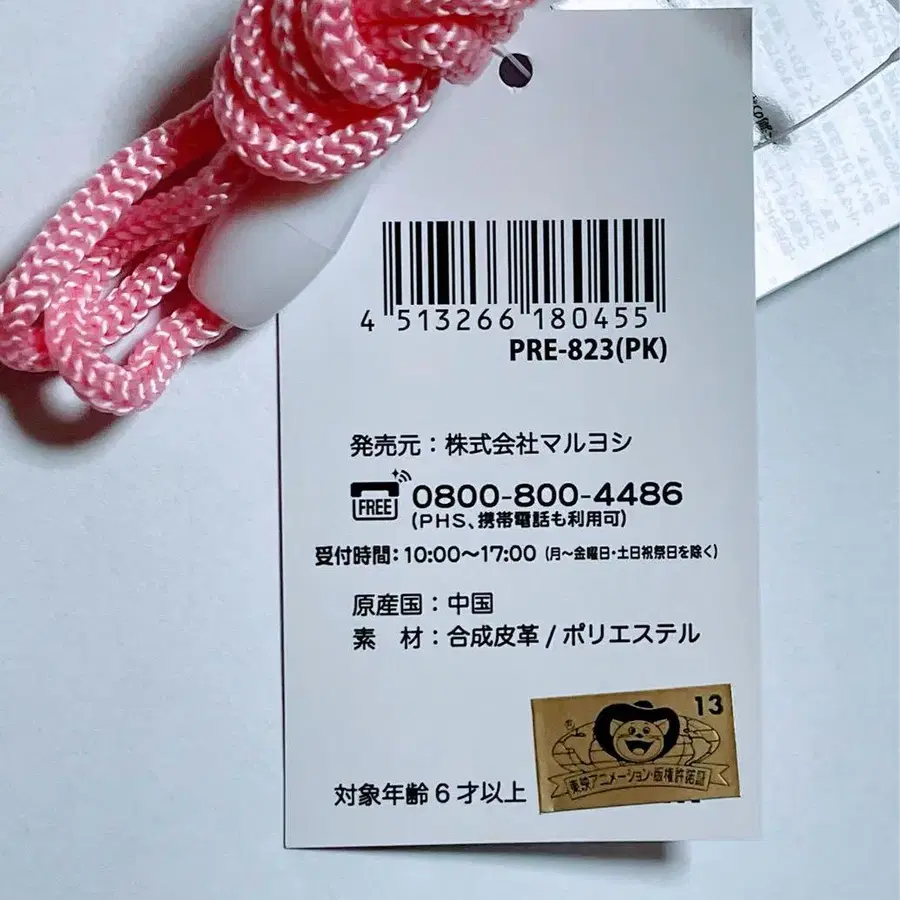 4 513266 180455
PRE-823(PK)
発売元：株式会社マルヨシ
FREE 0800-800-4486
(PHS、携帯電話も利用可)
受付時間：10:00～17:00 (月～金曜日・土日祝祭日を除く)
原産国：中国
素 材：合成皮革/ポリエステル
13
東映アニメーション・版権許諾証
対象年齢6才以上